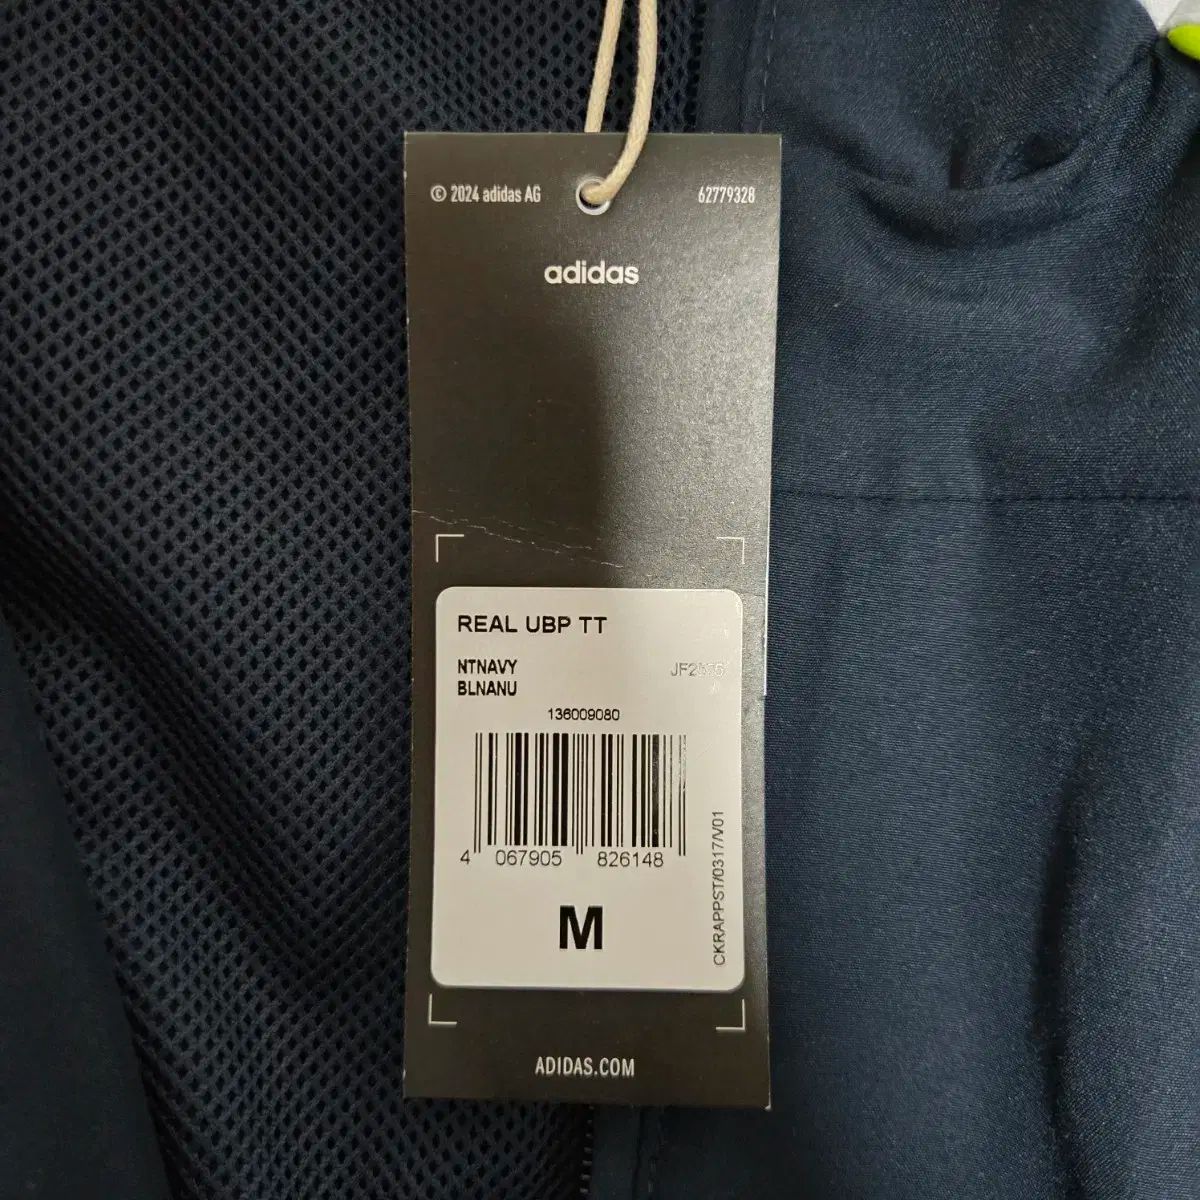 © 2024 adidas AG
62779328
adidas
REAL UBP TT
NTNAVY
BLNANU
136009080
4 067905 826148
CKRAPPST/0317/V01
M
ADIDAS.COM